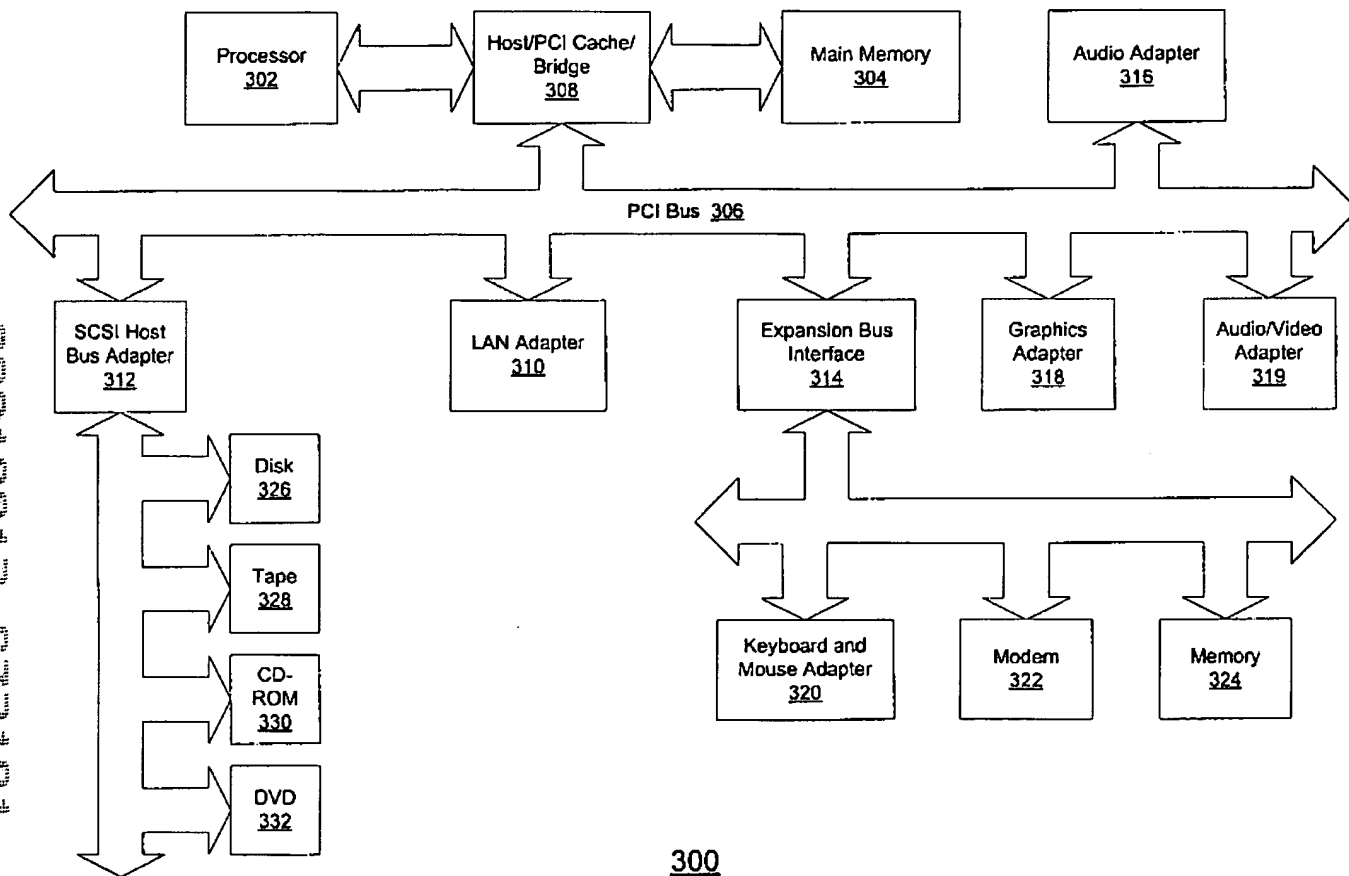 Processor
302
Host/PCI Cache/
Bridge
308
Main Memory
304
Audio Adapter
316
PCI Bus 306
SCSI Host
Bus Adapter
312
LAN Adapter
310
Expansion Bus
Interface
314
Graphics
Adapter
318
Audio/Video
Adapter
319
Disk
326
Tape
328
CD-
ROM
330
DVD
332
Keyboard and
Mouse Adapter
320
Modem
322
Memory
324
300